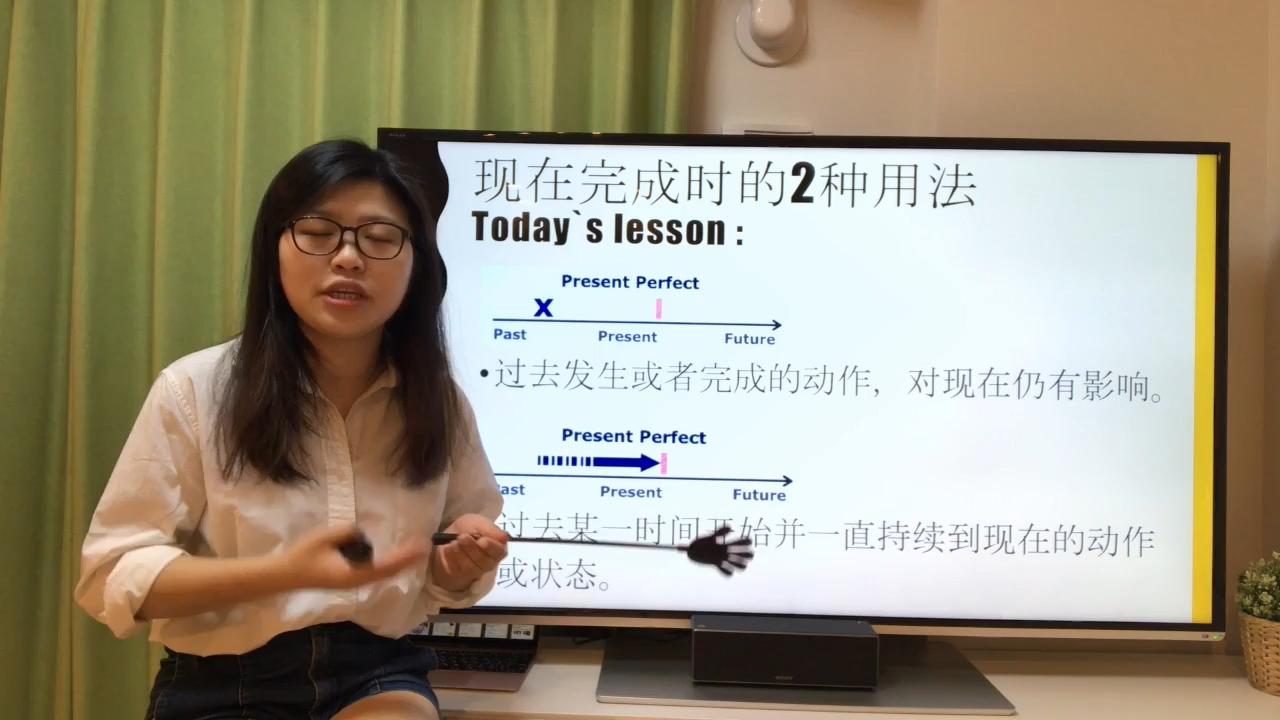 现在完成时的2种用法
Today`s lesson :
Present Perfect
X
Past Present Future
•过去发生或者完成的动作，对现在仍有影响。
Present Perfect
ast Present Future
过去某一时间开始并一直持续到现在的动作
或状态。
SONY